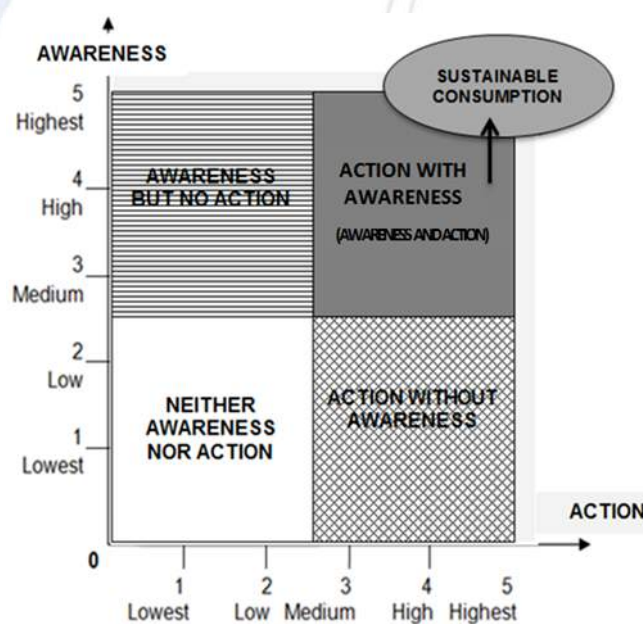 AWARENESS
SUSTAINABLE
CONSUMPTION
5
Highest
AWARENESS
BUT NO ACTION
ACTION WITH
AWARENESS
(AWARENESS AND ACTION)
4
High
3
Medium
2
Low
NEITHER
AWARENESS
NOR ACTION
ACTION WITHOUT
AWARENESS
1
Lowest
ACTION
0
1 2 3 4 5
Lowest Low Medium High Highest